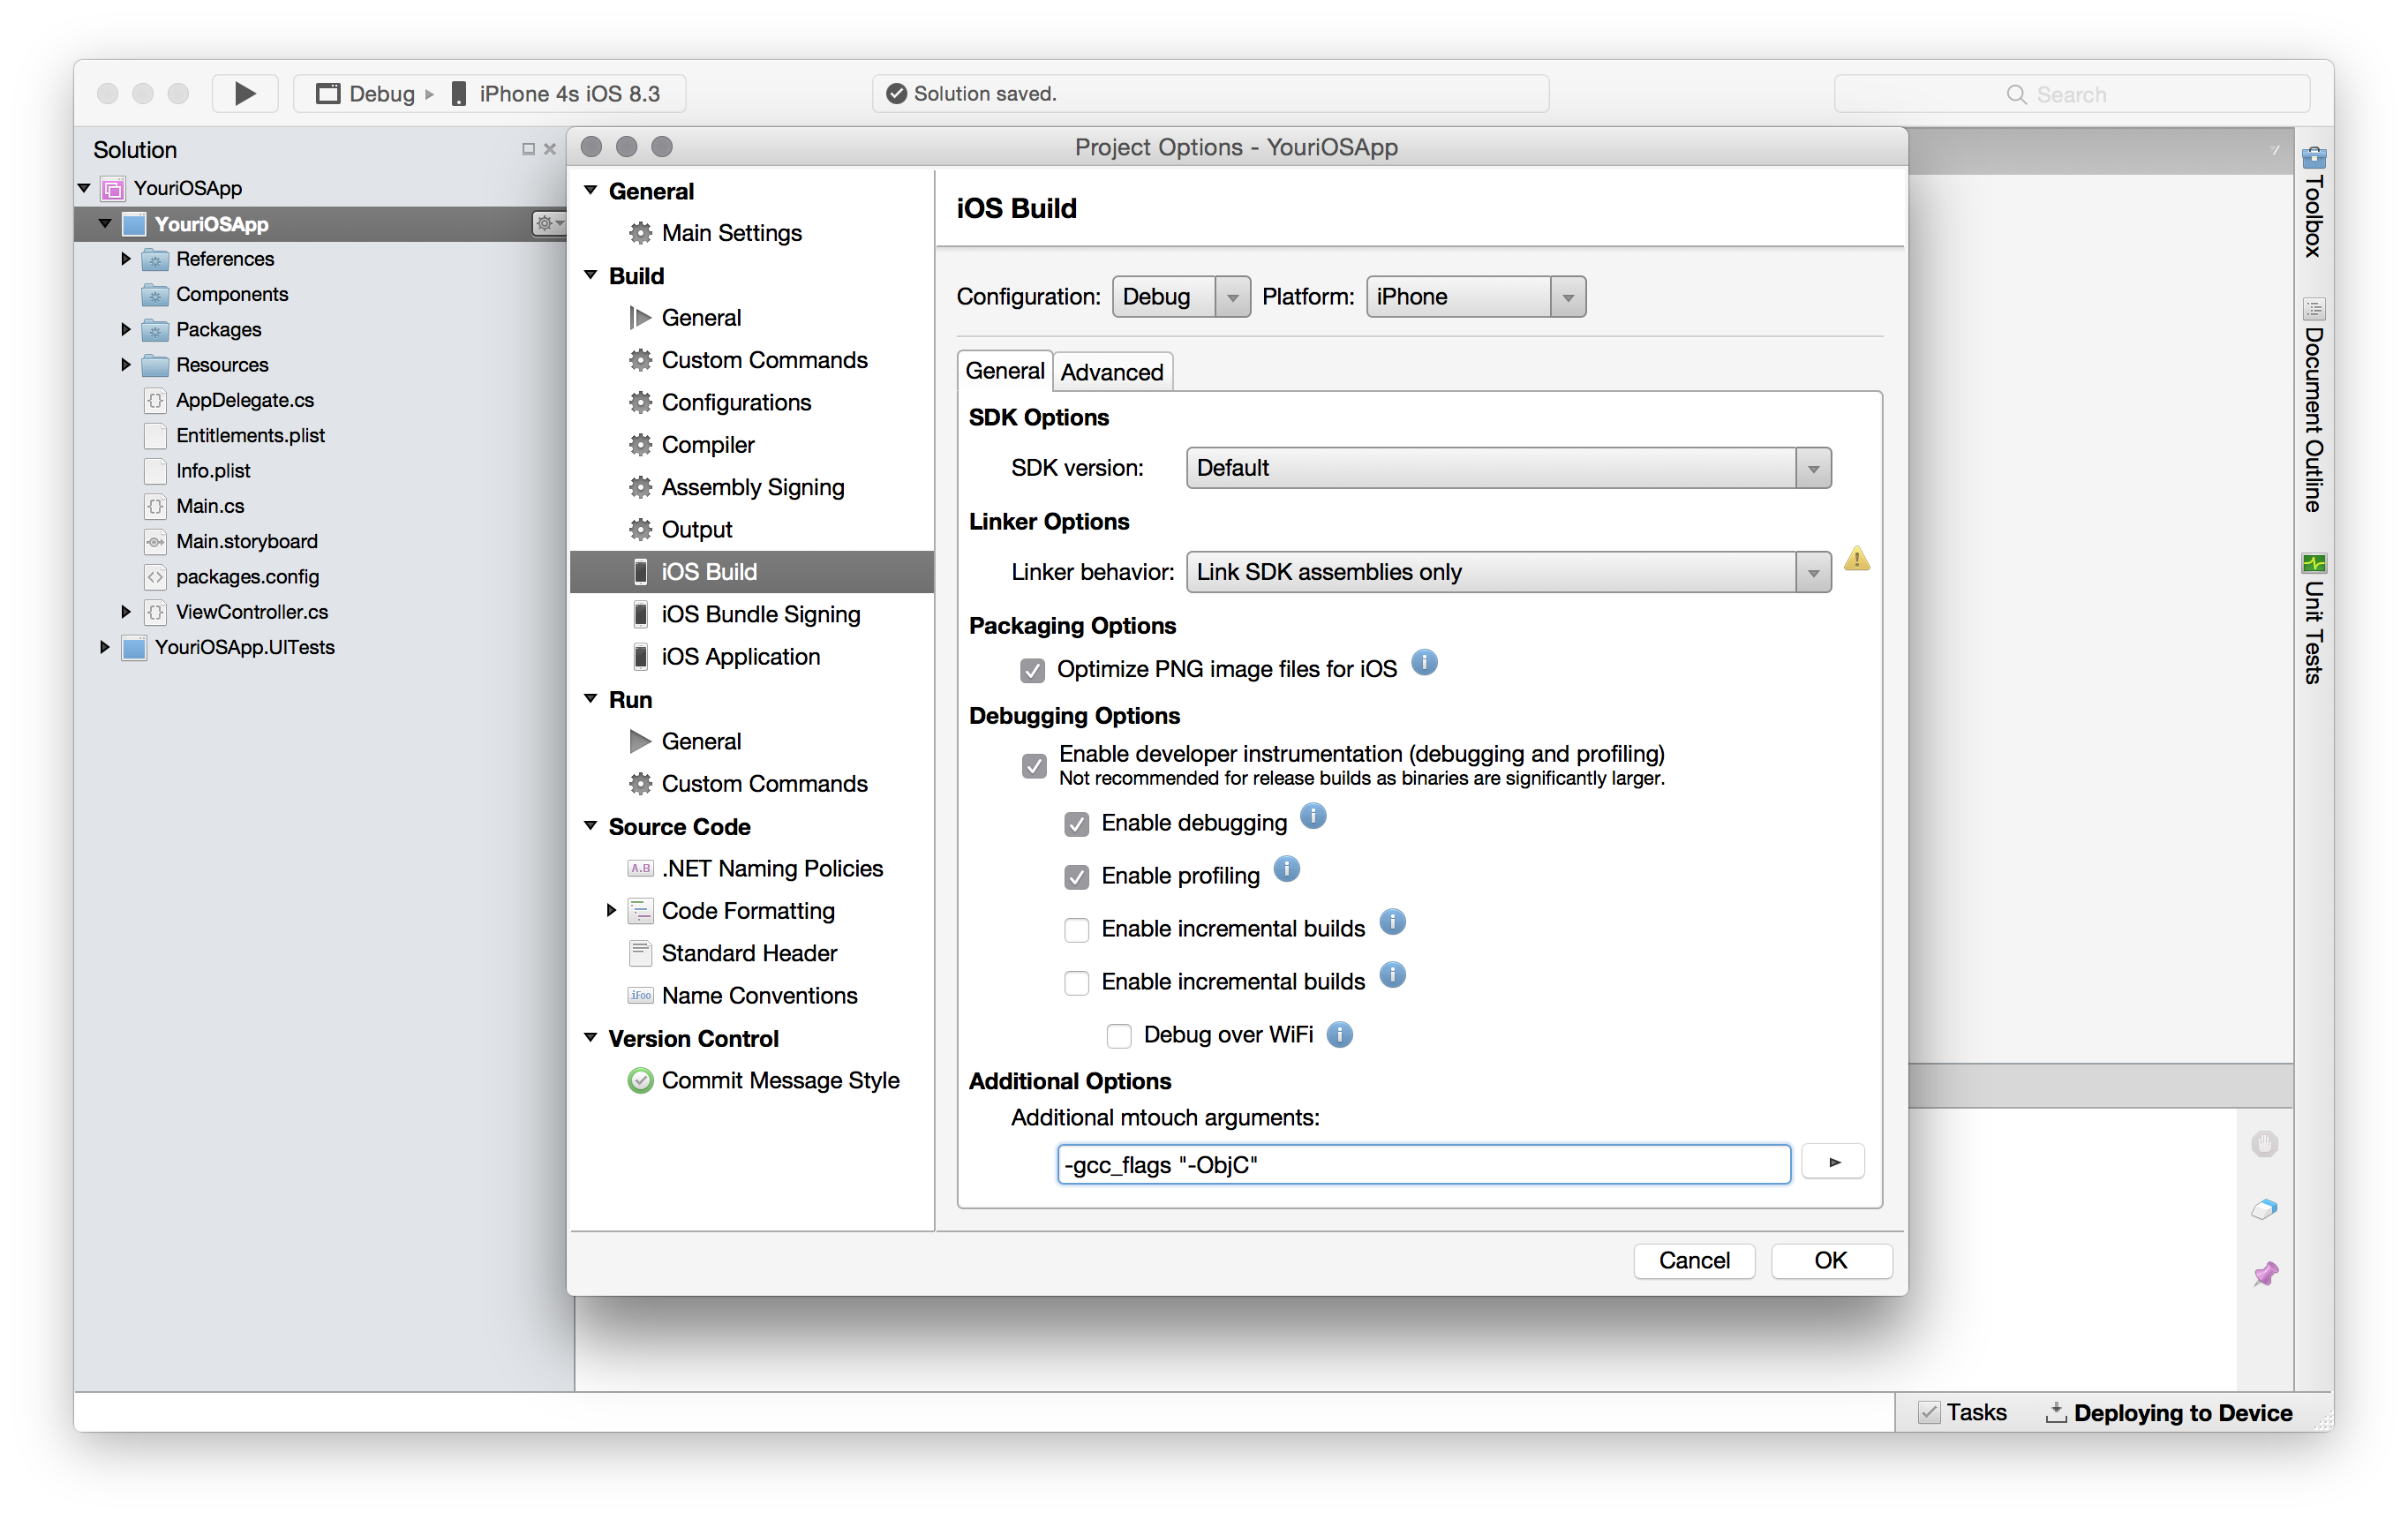 Debug
iPhone 4s iOS 8.3
Solution saved.
Search
Solution
YouriOSApp
YouriOSApp
References
Components
Packages
Resources
AppDelegate.cs
Entitlements.plist
Info.plist
Main.cs
Main.storyboard
packages.config
ViewController.cs
YouriOSApp.UITests
Project Options - YouriOSApp
General
Main Settings
Build
General
Custom Commands
Configurations
Compiler
Assembly Signing
Output
iOS Build
iOS Bundle Signing
iOS Application
Run
General
Custom Commands
Source Code
A.B .NET Naming Policies
Code Formatting
Standard Header
iFoo Name Conventions
Version Control
Commit Message Style
iOS Build
Configuration: Debug Platform: iPhone
General Advanced
SDK Options
SDK version: Default
Linker Options
Linker behavior: Link SDK assemblies only
Packaging Options
Optimize PNG image files for iOS
Debugging Options
Enable developer instrumentation (debugging and profiling)
Not recommended for release builds as binaries are significantly larger.
Enable debugging
Enable profiling
Enable incremental builds
Enable incremental builds
Debug over WiFi
Additional Options
Additional mtouch arguments:
-gcc_flags "-ObjC"
Cancel OK
Toolbox
Document Outline
Unit Tests
Tasks
Deploying to Device